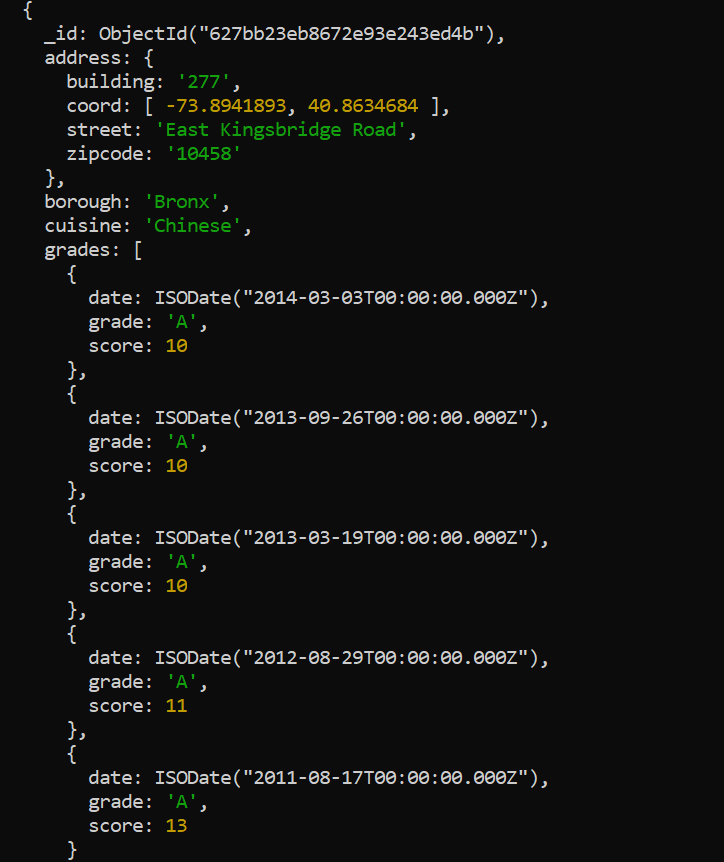 {
  _id: ObjectId("627bb23eb8672e93e243ed4b"),
  address: {
    building: '277',
    coord: [ -73.8941893, 40.8634684 ],
    street: 'East Kingsbridge Road',
    zipcode: '10458'
  },
  borough: 'Bronx',
  cuisine: 'Chinese',
  grades: [
    {
      date: ISODate("2014-03-03T00:00:00.000Z"),
      grade: 'A',
      score: 10
    },
    {
      date: ISODate("2013-09-26T00:00:00.000Z"),
      grade: 'A',
      score: 10
    },
    {
      date: ISODate("2013-03-19T00:00:00.000Z"),
      grade: 'A',
      score: 10
    },
    {
      date: ISODate("2012-08-29T00:00:00.000Z"),
      grade: 'A',
      score: 11
    },
    {
      date: ISODate("2011-08-17T00:00:00.000Z"),
      grade: 'A',
      score: 13
    }